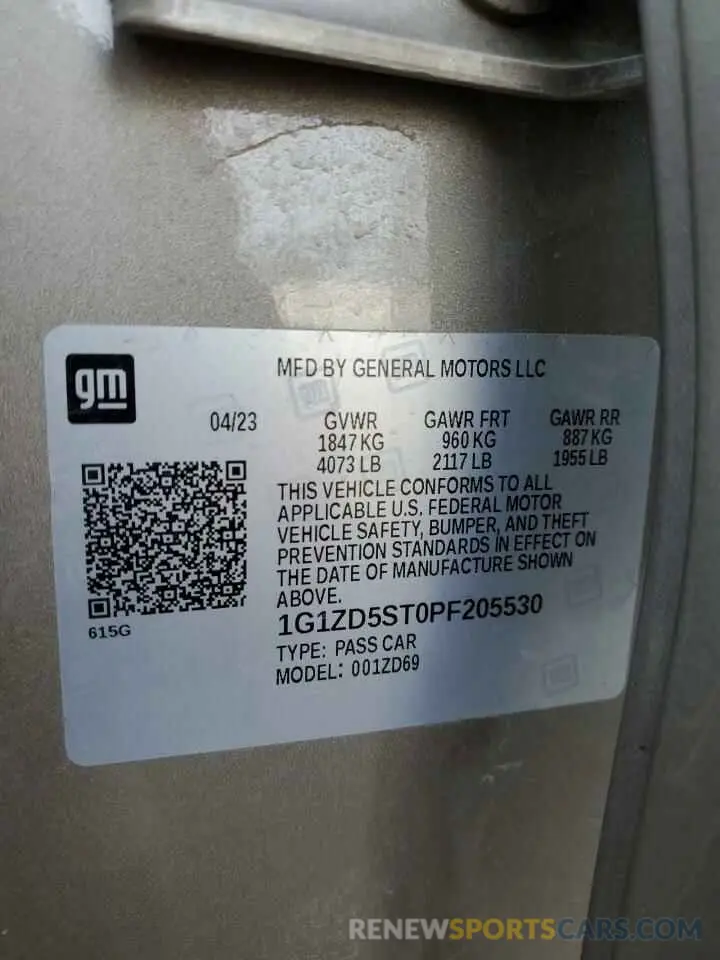 gm
MFD BY GENERAL MOTORS LLC
04/23 GVWR GAWR FRT GAWR RR
1847 KG 960 KG 887 KG
4073 LB 2117 LB 1955 LB
THIS VEHICLE CONFORMS TO ALL
APPLICABLE U.S. FEDERAL MOTOR
VEHICLE SAFETY, BUMPER, AND THEFT
PREVENTION STANDARDS IN EFFECT ON
THE DATE OF MANUFACTURE SHOWN
ABOVE.
615G
1G1ZD5ST0PF205530
TYPE: PASS CAR
MODEL: 001ZD69
RENEWSPORTSCARS.COM